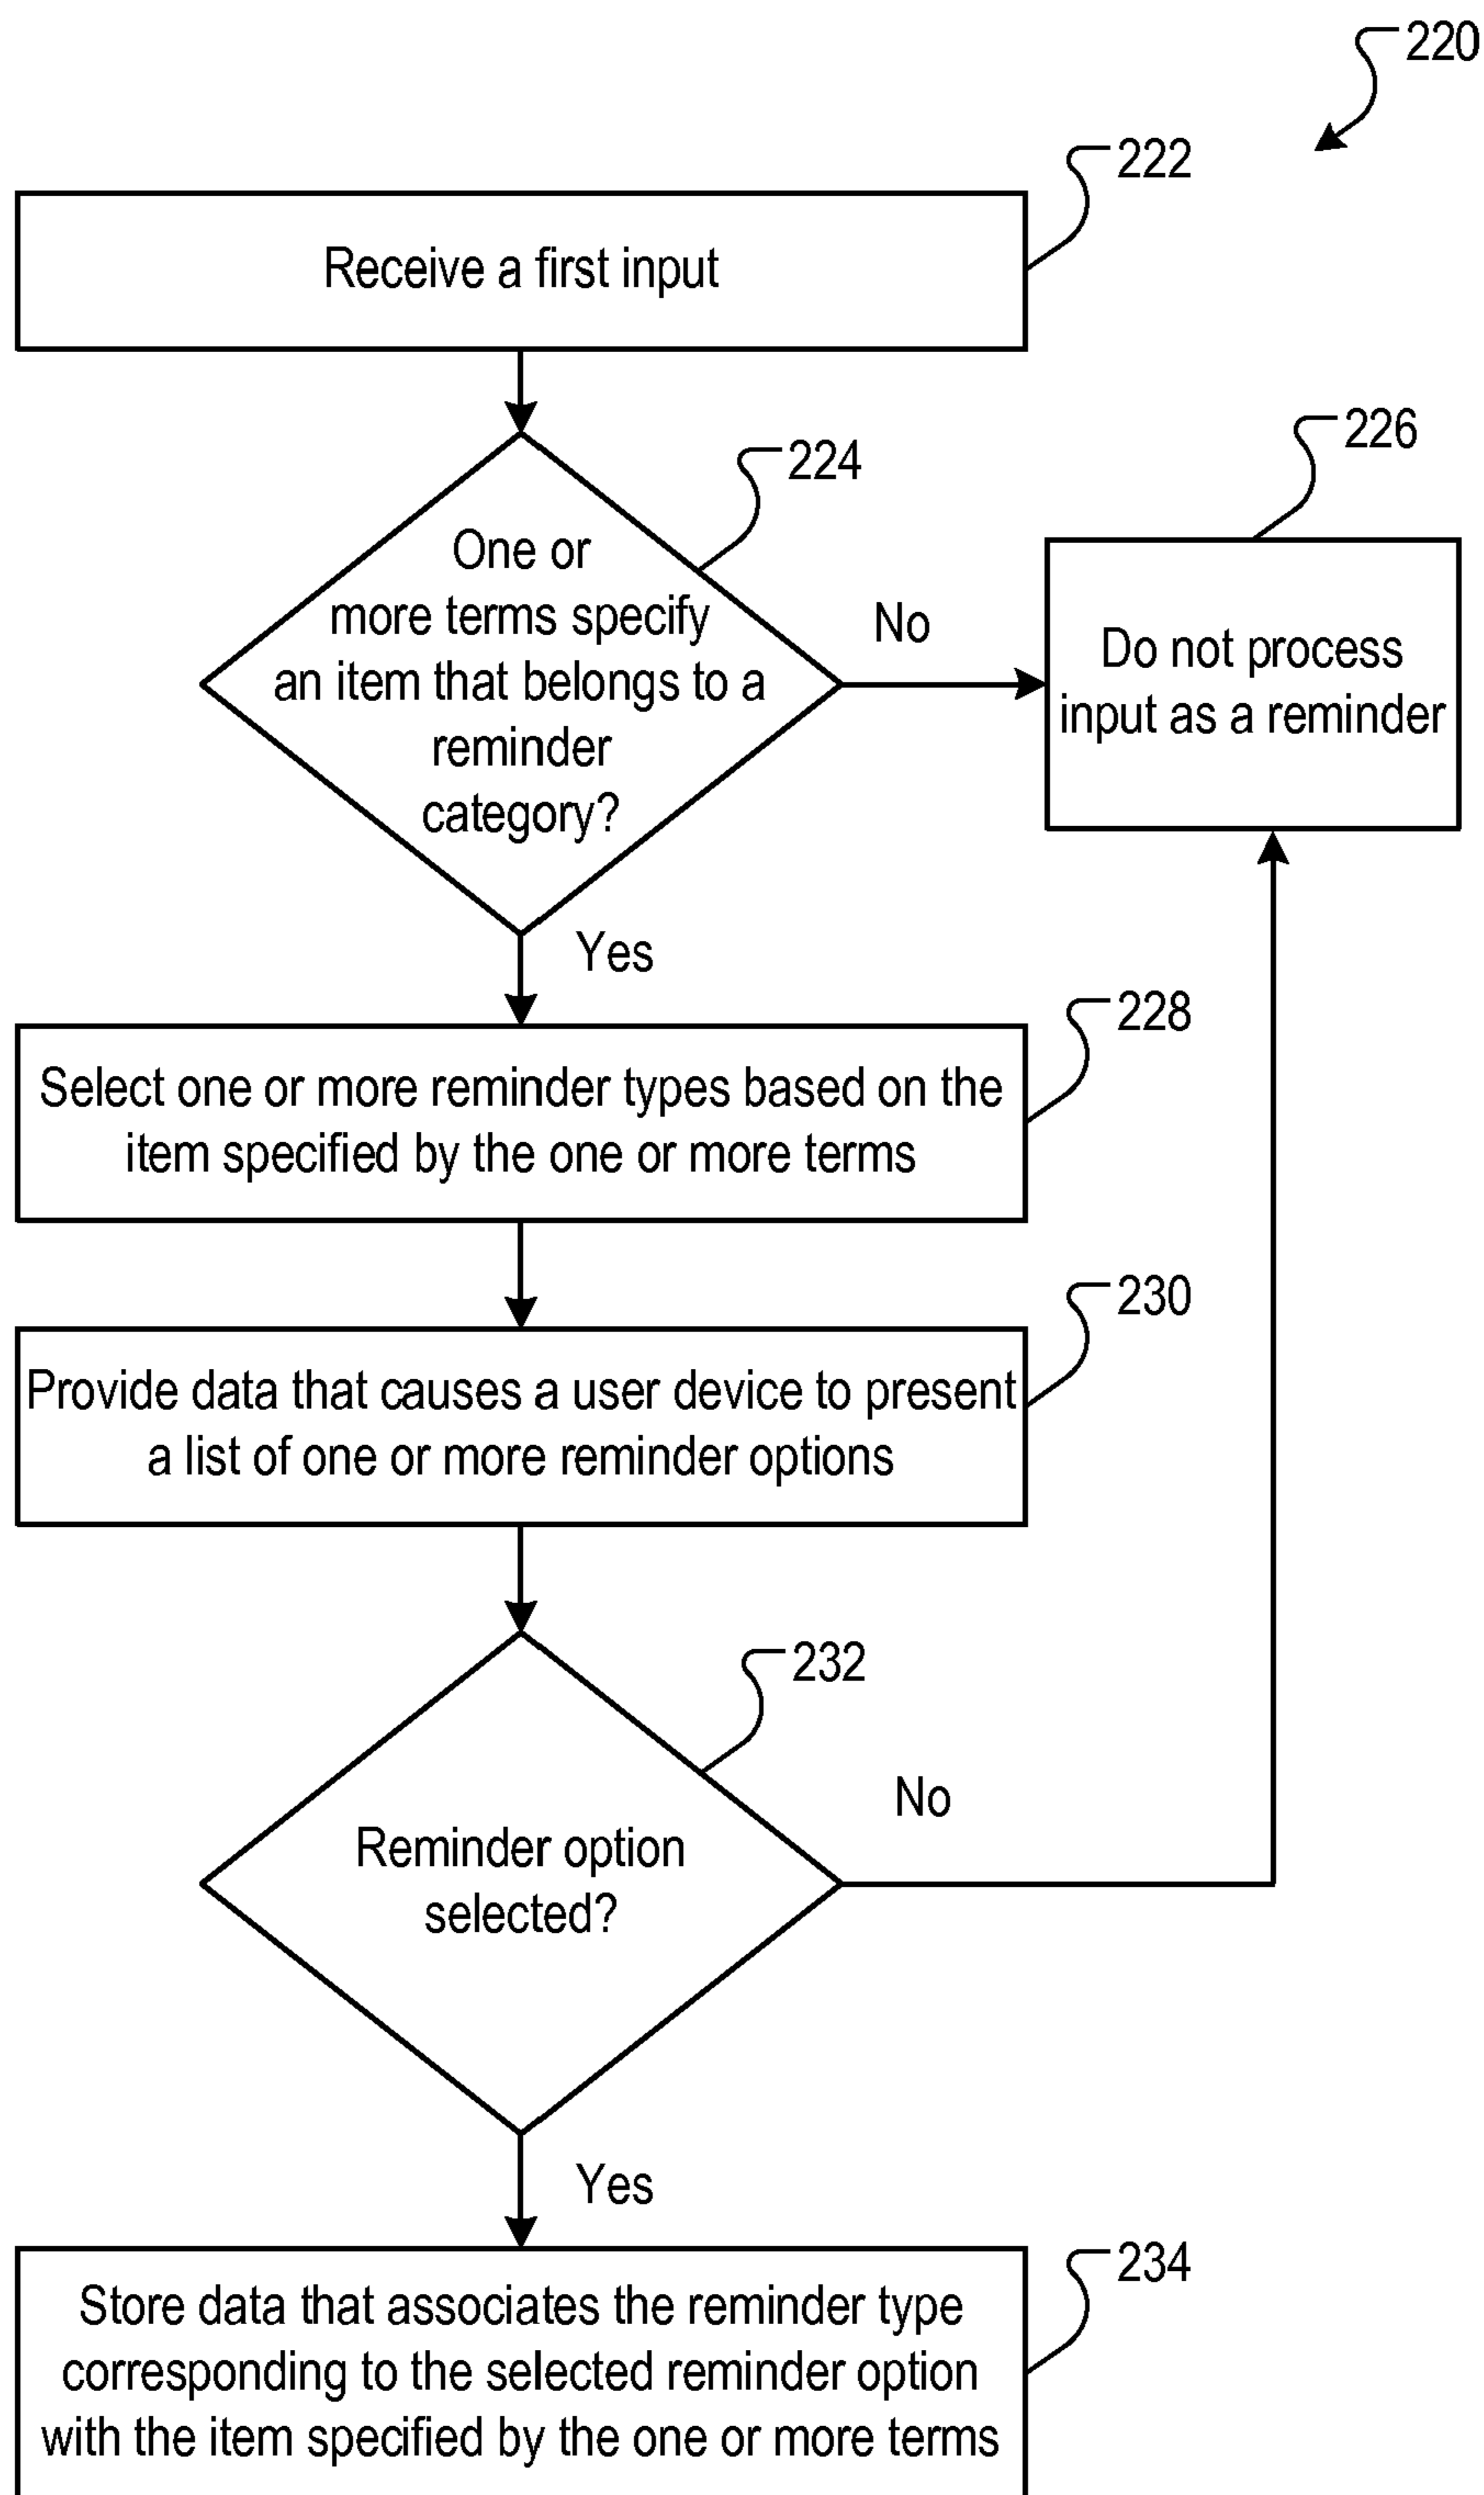 220
222
Receive a first input
224
226
One or
more terms specify
an item that belongs to a
reminder
category?
No
Do not process
input as a reminder
Yes
228
Select one or more reminder types based on the
item specified by the one or more terms
230
Provide data that causes a user device to present
a list of one or more reminder options
232
Reminder option
selected?
No
Yes
234
Store data that associates the reminder type
corresponding to the selected reminder option
with the item specified by the one or more terms